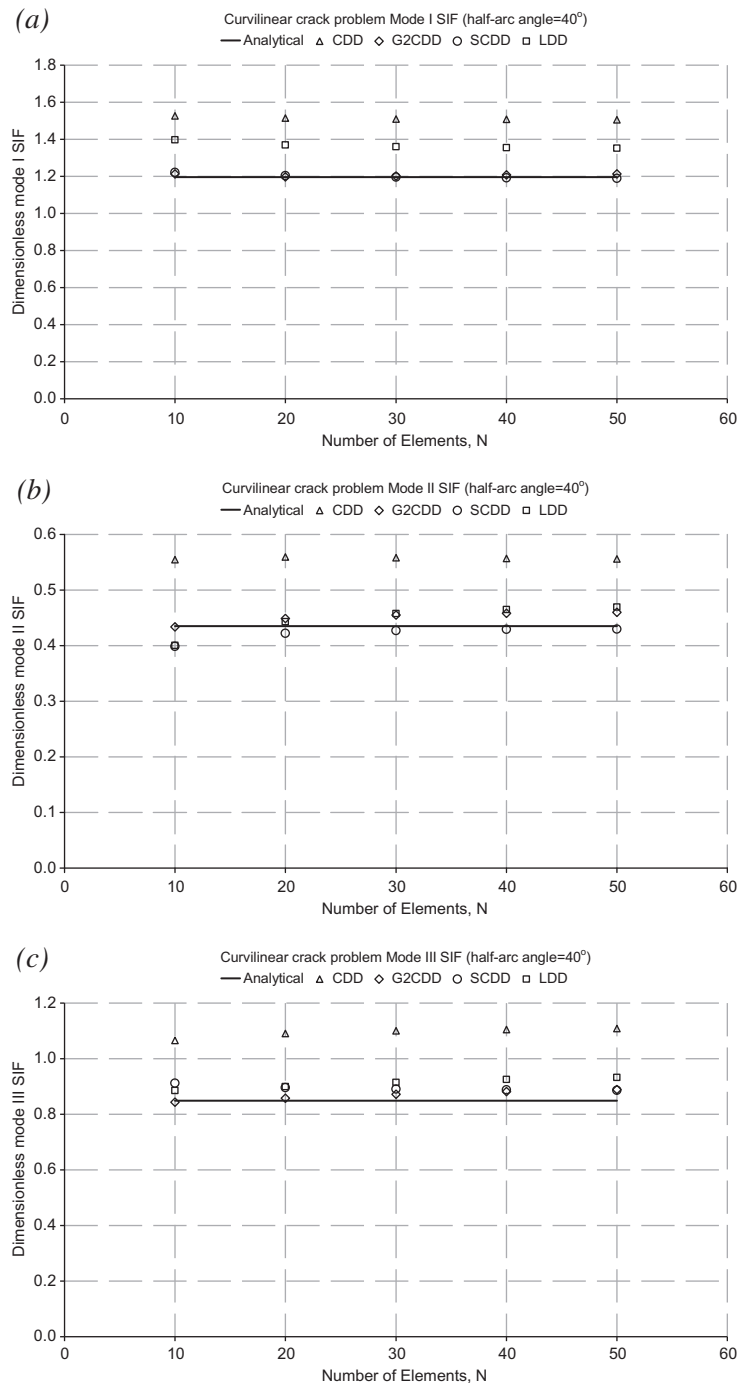 (a)
Curvilinear crack problem Mode I SIF (half-arc angle=40°)
Analytical CDD G2CDD SCDD LDD
Dimensionless mode I SIF
1.8
1.6
1.4
1.2
1.0
0.8
0.6
0.4
0.2
0.0
0 10 20 30 40 50 60
Number of Elements, N
(b)
Curvilinear crack problem Mode II SIF (half-arc angle=40°)
Analytical CDD G2CDD SCDD LDD
Dimensionless mode II SIF
0.6
0.5
0.4
0.3
0.2
0.1
0.0
0 10 20 30 40 50 60
Number of Elements, N
(c)
Curvilinear crack problem Mode III SIF (half-arc angle=40°)
Analytical CDD G2CDD SCDD LDD
Dimensionless mode III SIF
1.2
1.0
0.8
0.6
0.4
0.2
0.0
0 10 20 30 40 50 60
Number of Elements, N